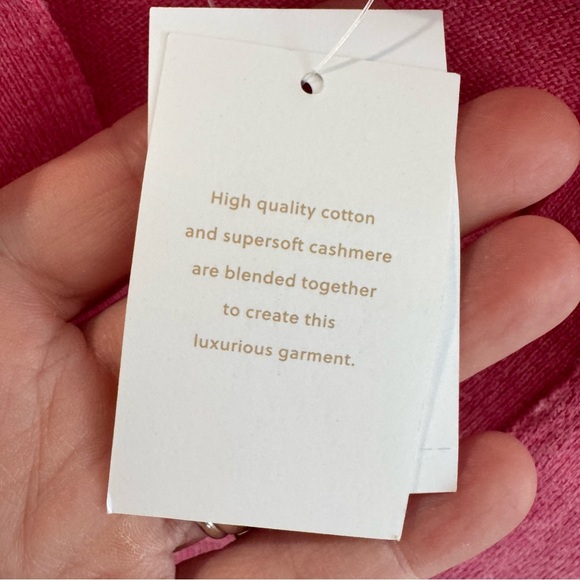 High quality cotton
and supersoft cashmere
are blended together
to create this
luxurious garment.